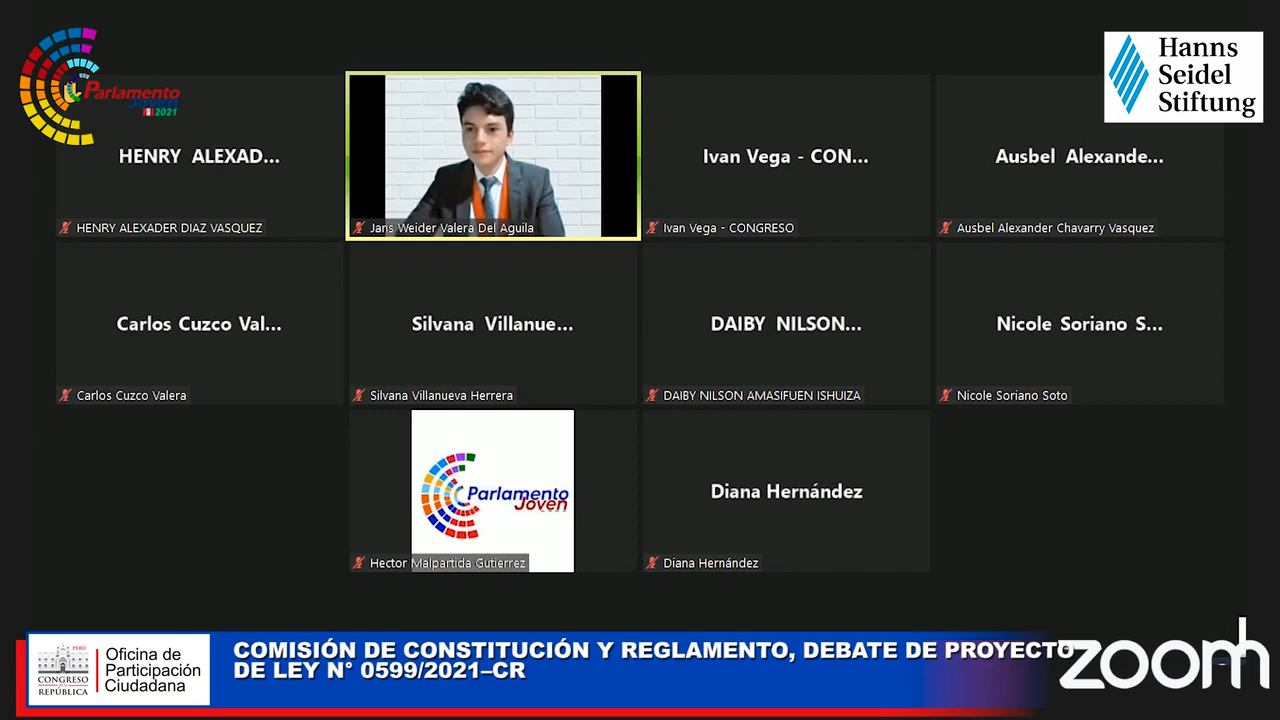 Parlamento
Joven
2021
Hanns
Seidel
Stiftung
HENRY ALEXAD...
HENRY ALEXADER DIAZ VASQUEZ
Jans Weider Valera Del Aguila
Ivan Vega - CON...
Ivan Vega - CONGRESO
Ausbel Alexande...
Ausbel Alexander Chavarry Vasquez
Carlos Cuzco Val...
Carlos Cuzco Valera
Silvana Villanue...
Silvana Villanueva Herrera
DAIBY NILSON...
DAIBY NILSON AMASIFUEN ISHUIZA
Nicole Soriano S...
Nicole Soriano Soto
Parlamento
Joven
Hector Malpartida Gutierrez
Diana Hernández
Diana Hernández
PERÚ
CONGRESO
de la
REPÚBLICA
Oficina de
Participación
Ciudadana
COMISIÓN DE CONSTITUCIÓN Y REGLAMENTO, DEBATE DE PROYECTO
DE LEY N° 0599/2021–CR
zoom